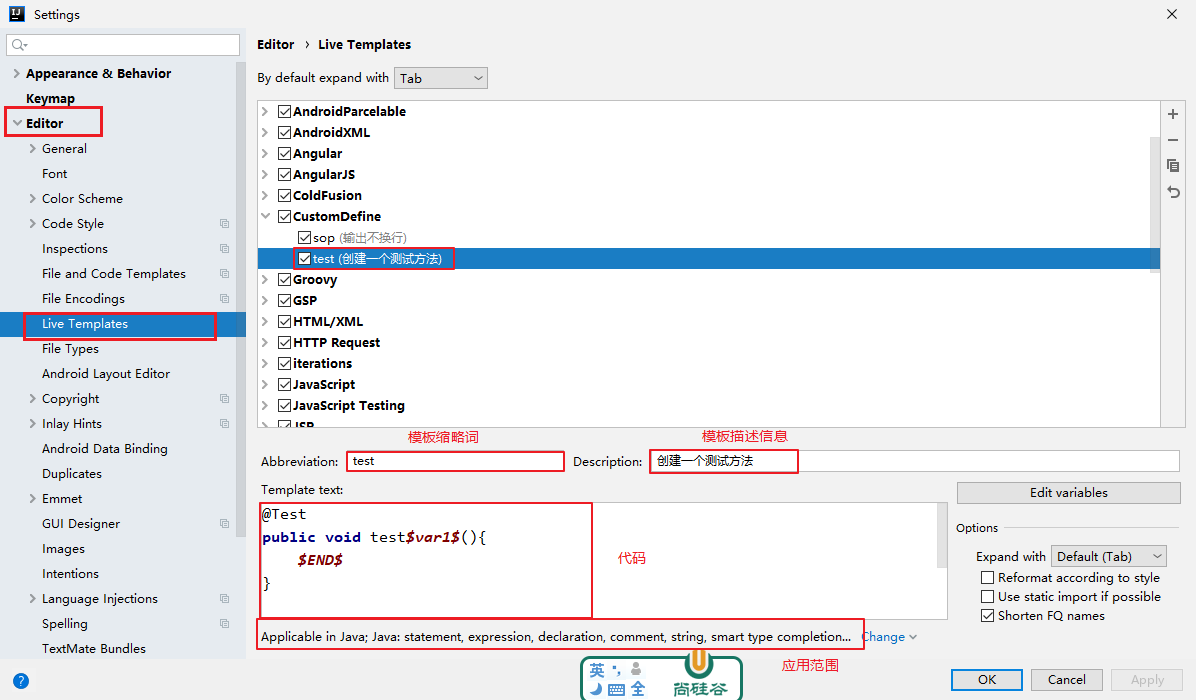 Settings
Appearance & Behavior
Keymap
Editor
General
Font
Color Scheme
Code Style
Inspections
File and Code Templates
File Encodings
Live Templates
File Types
Android Layout Editor
Copyright
Inlay Hints
Android Data Binding
Duplicates
Emmet
GUI Designer
Images
Intentions
Language Injections
Spelling
TextMate Bundles
Editor › Live Templates
By default expand with Tab
AndroidParcelable
AndroidXML
Angular
AngularJS
ColdFusion
CustomDefine
sop (输出不换行)
test (创建一个测试方法)
Groovy
GSP
HTML/XML
HTTP Request
iterations
JavaScript
JavaScript Testing
JSP
模板缩略词 模板描述信息
Abbreviation: test Description: 创建一个测试方法
Template text:
@Test
public void test$var1$(){
$END$
}
代码
Edit variables
Options
Expand with Default (Tab)
Reformat according to style
Use static import if possible
Shorten FQ names
Applicable in Java; Java: statement, expression, declaration, comment, string, smart type completion... Change
应用范围
英 全
尚硅谷
? OK Cancel Apply